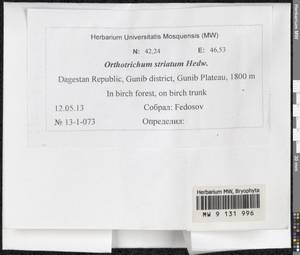 Herbarium Universitatis Mosquensis (MW)
N: 42,24 E: 46,53
Orthotrichum striatum Hedw.
Dagestan Republic, Gunib district, Gunib Plateau, 1800 m
In birch forest, on birch trunk
12.05.13 Собрал: Fedosov
№ 13-1-073 Определил:
Herbarium MW, Bryophyta
MW 9 131 996